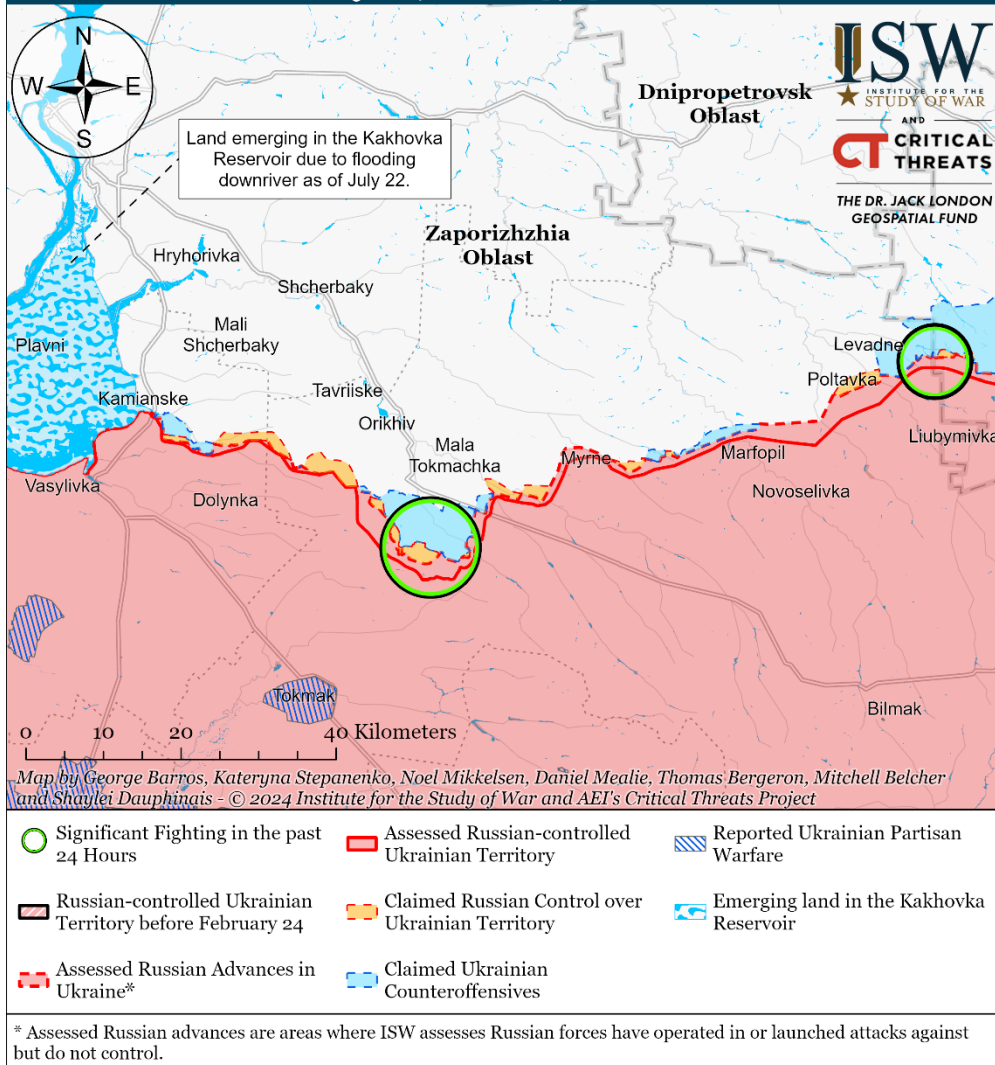 N
W E
S
ISW
INSTITUTE FOR THE
STUDY OF WAR
AND
CT CRITICAL
THREATS
THE DR. JACK LONDON
GEOSPATIAL FUND
Land emerging in the Kakhovka
Reservoir due to flooding
downriver as of July 22.
Dnipropetrovsk
Oblast
Zaporizhzhia
Oblast
Hryhorivka
Shcherbaky
Mali
Shcherbaky
Plavni
Levadne
Tavriiske
Poltavka
Kamianske
Orikhiv
Liubymivka
Mala
Tokmachka
Myrne
Marfopil
Vasylivka
Dolynka
Novoselivka
Tokmak
Bilmak
0 20 40 Kilometers
Map by George Barros, Kateryna Stepanenko, Noel Mikkelsen, Daniel Mealie, Thomas Bergeron, Mitchell Belcher
and Shaylei Dauphinais - © 2024 Institute for the Study of War and AEI's Critical Threats Project
Significant Fighting in the past
24 Hours
Assessed Russian-controlled
Ukrainian Territory
Reported Ukrainian Partisan
Warfare
Russian-controlled Ukrainian
Territory before February 24
Claimed Russian Control over
Ukrainian Territory
Emerging land in the Kakhovka
Reservoir
Assessed Russian Advances in
Ukraine*
Claimed Ukrainian
Counteroffensives
* Assessed Russian advances are areas where ISW assesses Russian forces have operated in or launched attacks against
but do not control.